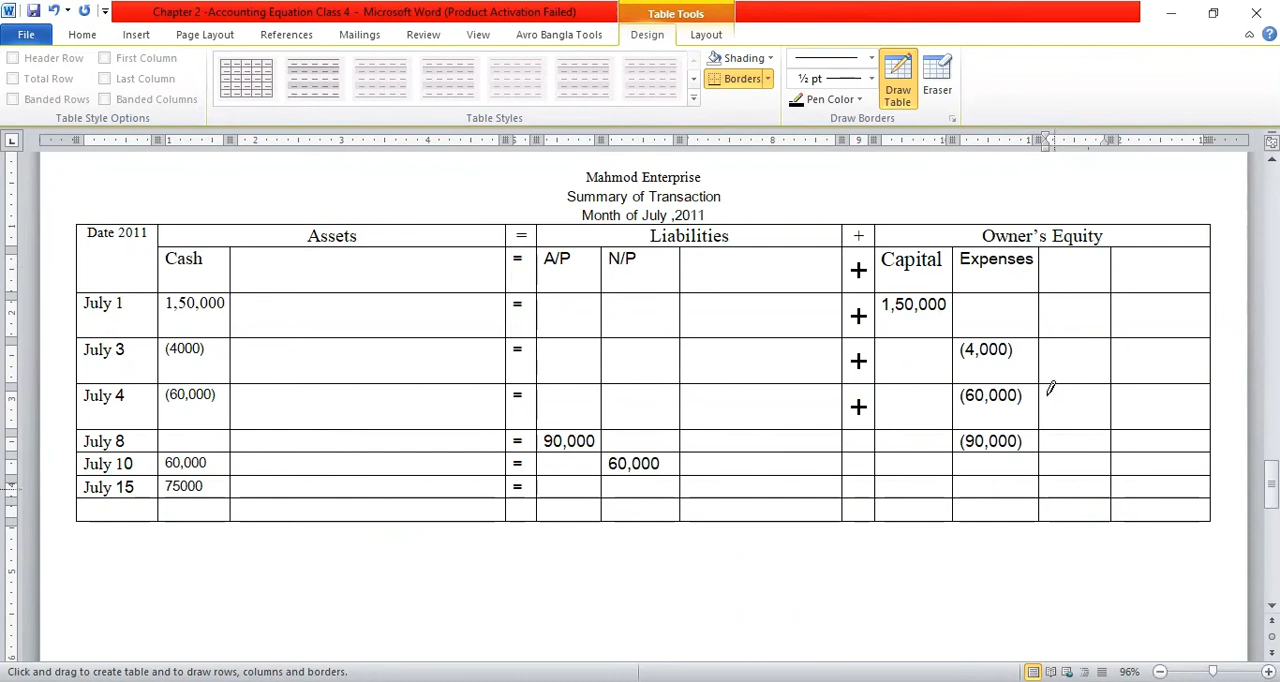 Chapter 2 -Accounting Equation Class 4 - Microsoft Word (Product Activation Failed)
Table Tools
File Home Insert Page Layout References Mailings Review View Avro Bangla Tools Design Layout
Header Row First Column
Total Row Last Column
Banded Rows Banded Columns
Table Style Options
Table Styles
Shading
Borders
½ pt
Pen Color
Draw Table
Eraser
Draw Borders
Mahmod Enterprise
Summary of Transaction
Month of July ,2011
Date 2011 Assets = Liabilities + Owner's Equity
Cash = A/P N/P + Capital Expenses
July 1 1,50,000 = + 1,50,000
July 3 (4000) = + (4,000)
July 4 (60,000) = + (60,000)
July 8 = 90,000 (90,000)
July 10 60,000 = 60,000
July 15 75000 =
Click and drag to create table and to draw rows, columns and borders.
96%